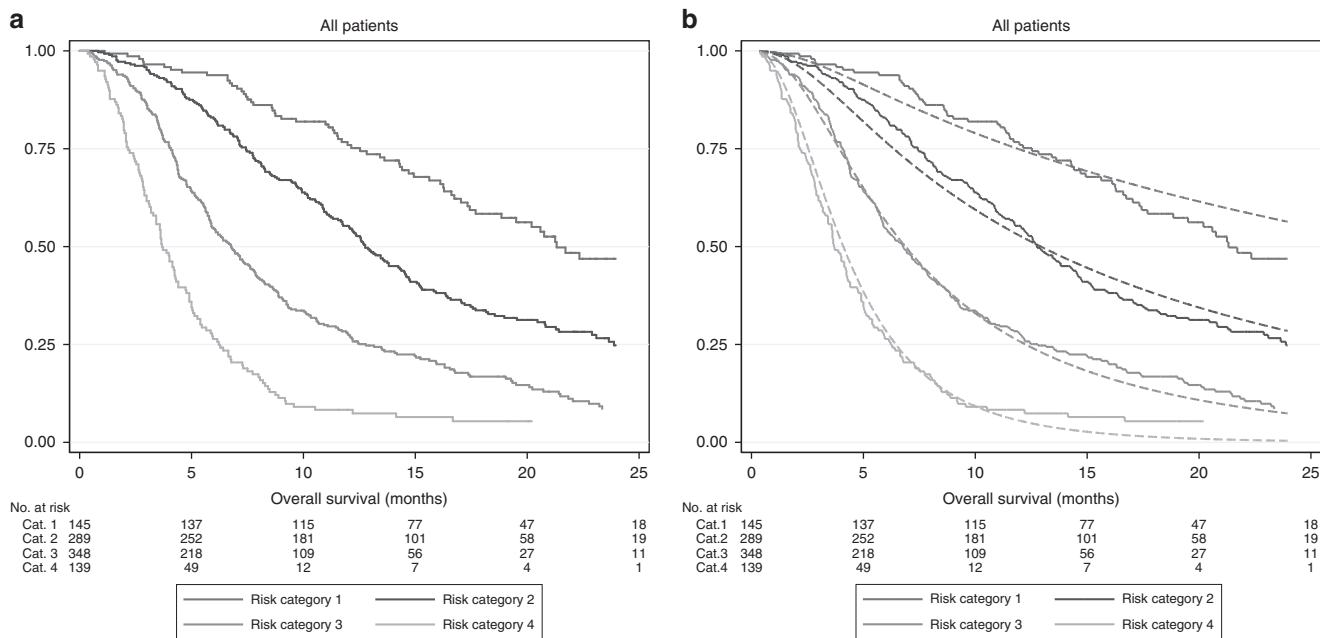 a
All patients
1.00
0.75
0.50
0.25
0.00
0 5 10 15 20 25
Overall survival (months)
No. at risk
Cat. 1 145 137 115 77 47 18
Cat. 2 289 252 181 101 58 19
Cat. 3 348 218 109 56 27 11
Cat. 4 139 49 12 7 4 1
Risk category 1 Risk category 2
Risk category 3 Risk category 4
b
All patients
1.00
0.75
0.50
0.25
0.00
0 5 10 15 20 25
Overall survival (months)
No. at risk
Cat.1 145 137 115 77 47 18
Cat.2 289 252 181 101 58 19
Cat.3 348 218 109 56 27 11
Cat.4 139 49 12 7 4 1
Risk category 1 Risk category 2
Risk category 3 Risk category 4